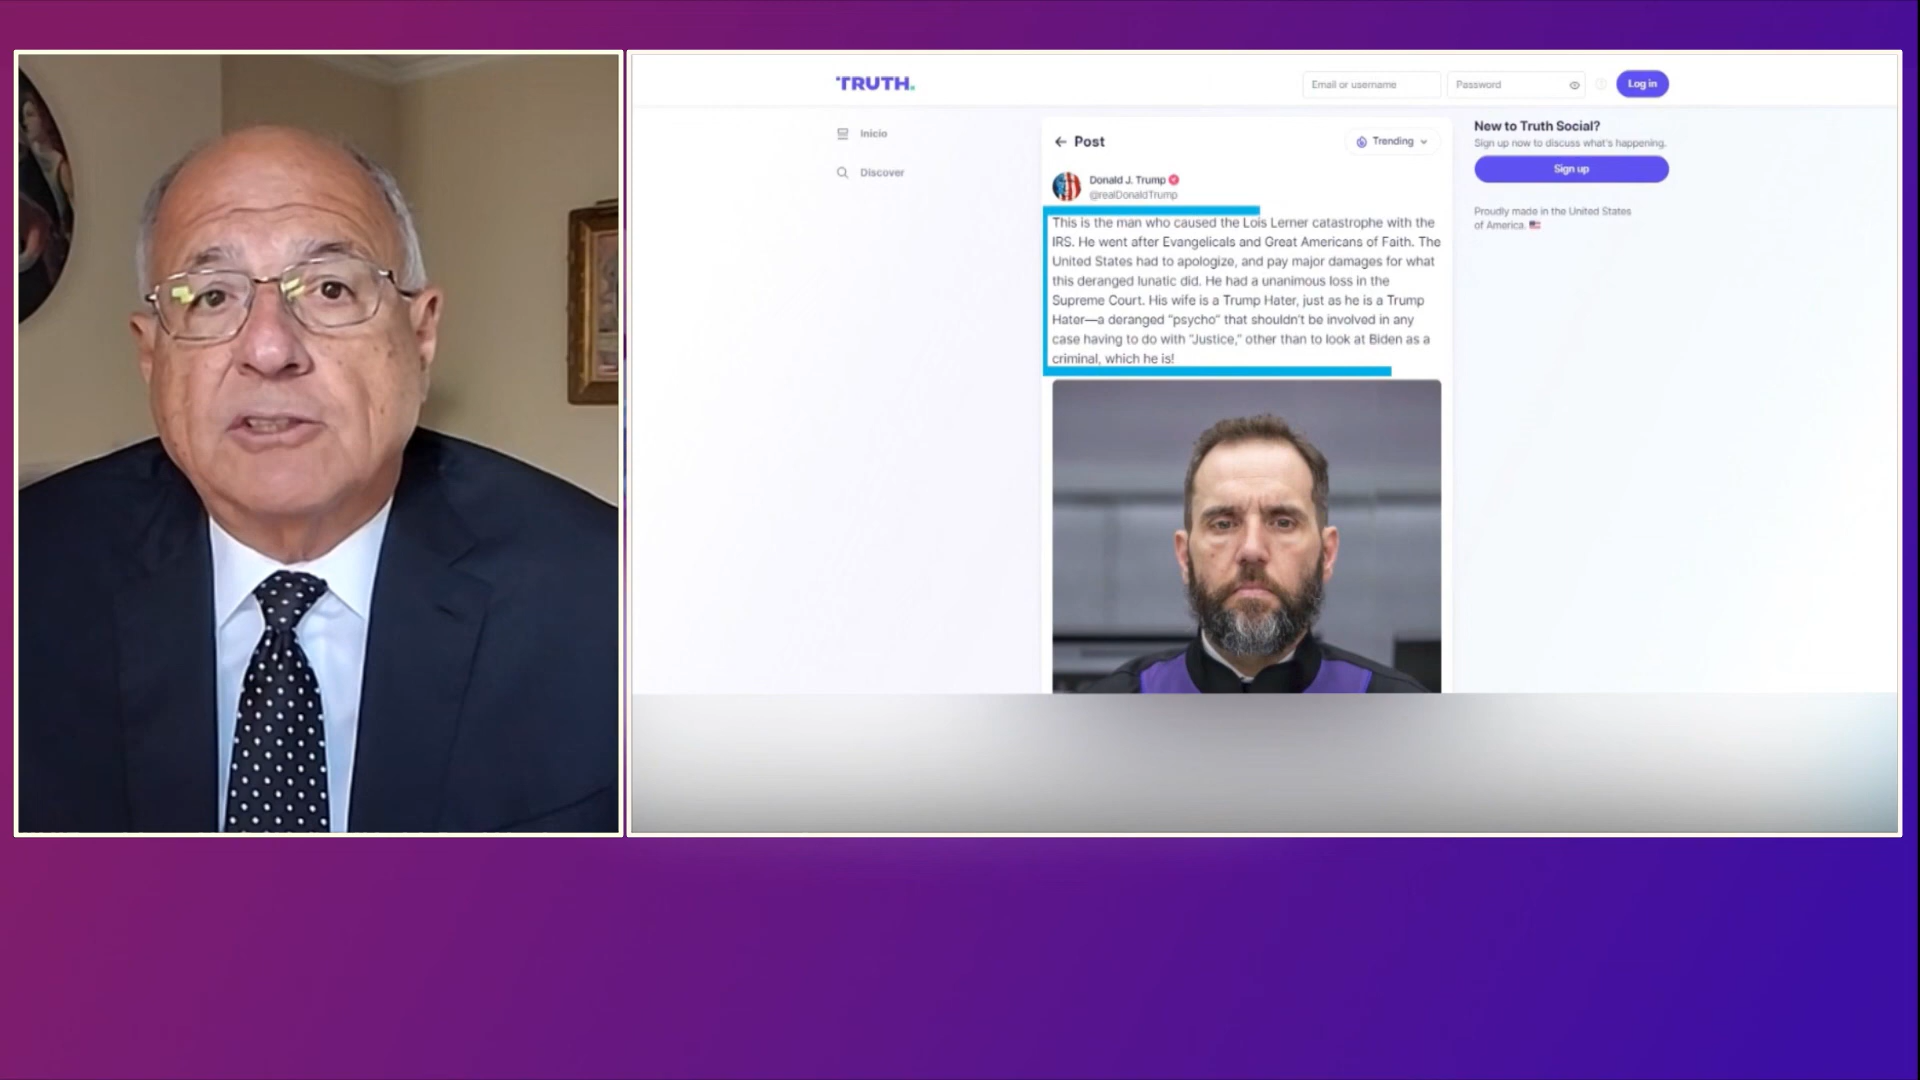 TRUTH.
Email or username
Password
Log in
Inicio
Discover
Post
Trending
Donald J. Trump
@realDonaldTrump
This is the man who caused the Lois Lerner catastrophe with the
IRS. He went after Evangelicals and Great Americans of Faith. The
United States had to apologize, and pay major damages for what
this deranged lunatic did. He had a unanimous loss in the
Supreme Court. His wife is a Trump Hater, just as he is a Trump
Hater—a deranged "psycho" that shouldn't be involved in any
case having to do with "Justice," other than to look at Biden as a
criminal, which he is!
New to Truth Social?
Sign up now to discuss what's happening.
Sign up
Proudly made in the United States
of America.